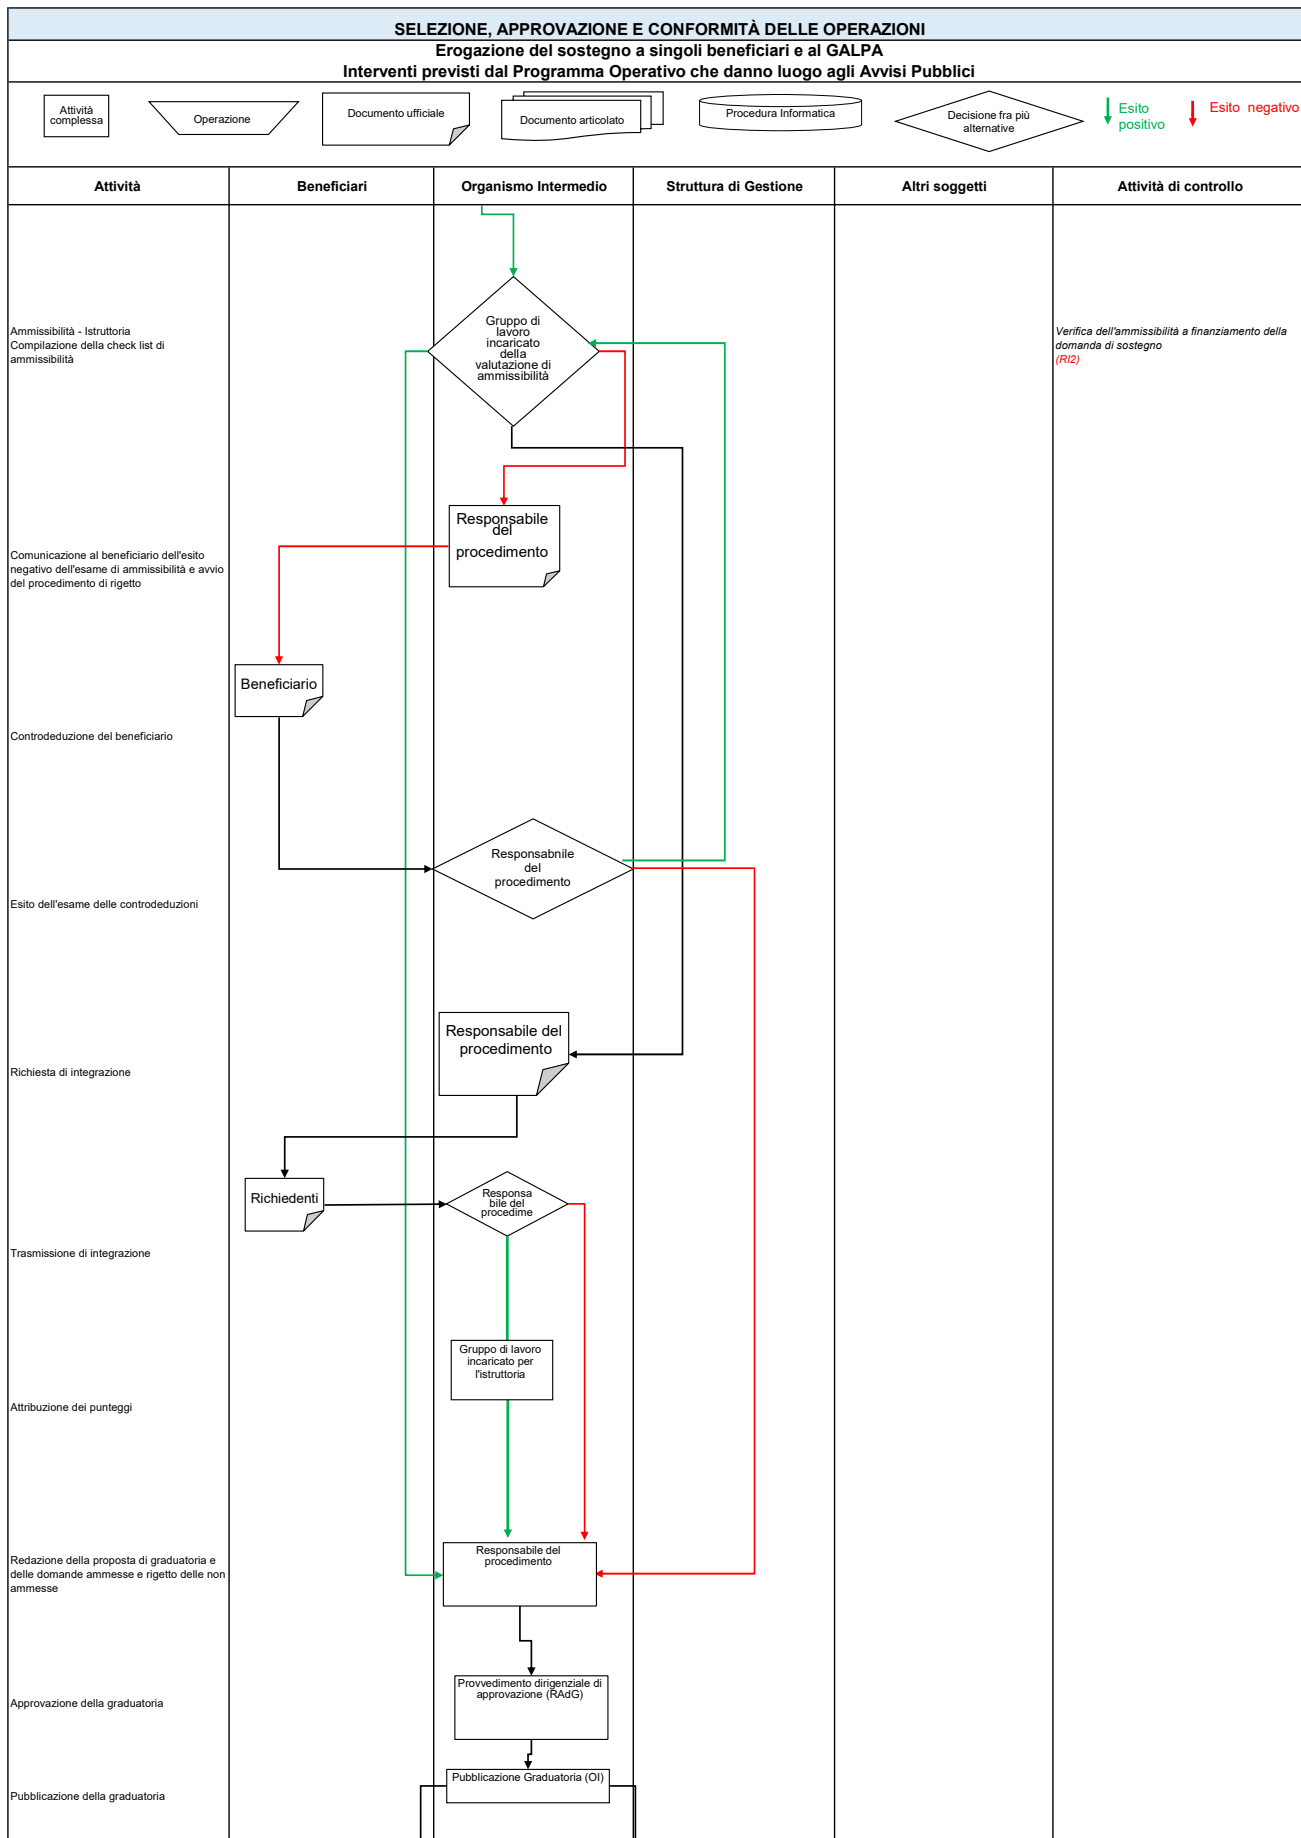 SELEZIONE, APPROVAZIONE E CONFORMITÀ DELLE OPERAZIONI
Erogazione del sostegno a singoli beneficiari e al GALPA
Interventi previsti dal Programma Operativo che danno luogo agli Avvisi Pubblici
Attività
complessa
Operazione
Documento ufficiale
Documento articolato
Procedura Informatica
Decisione fra più
alternative
Esito
positivo
Esito negativo
Attività
Beneficiari
Organismo Intermedio
Struttura di Gestione
Altri soggetti
Attività di controllo
Ammissibilità - Istruttoria
Compilazione della check list di
ammissibilità
Gruppo di
lavoro
incaricato
della
valutazione di
ammissibilità
Verifica dell'ammissibilità a finanziamento della
domanda di sostegno
(RI2)
Responsabile
del
procedimento
Comunicazione al beneficiario dell'esito
negativo dell'esame di ammissibilità e avvio
del procedimento di rigetto
Beneficiario
Controdeduzione del beneficiario
Responsabnile
del
procedimento
Esito dell'esame delle controdeduzioni
Responsabile del
procedimento
Richiesta di integrazione
Richiedenti
Responsa
bile del
procedime
Trasmissione di integrazione
Gruppo di lavoro
incaricato per
l'istruttoria
Attribuzione dei punteggi
Responsabile del
procedimento
Redazione della proposta di graduatoria e
delle domande ammesse e rigetto delle non
ammesse
Provvedimento dirigenziale di
approvazione (RAdG)
Approvazione della graduatoria
Pubblicazione Graduatoria (OI)
Pubblicazione della graduatoria